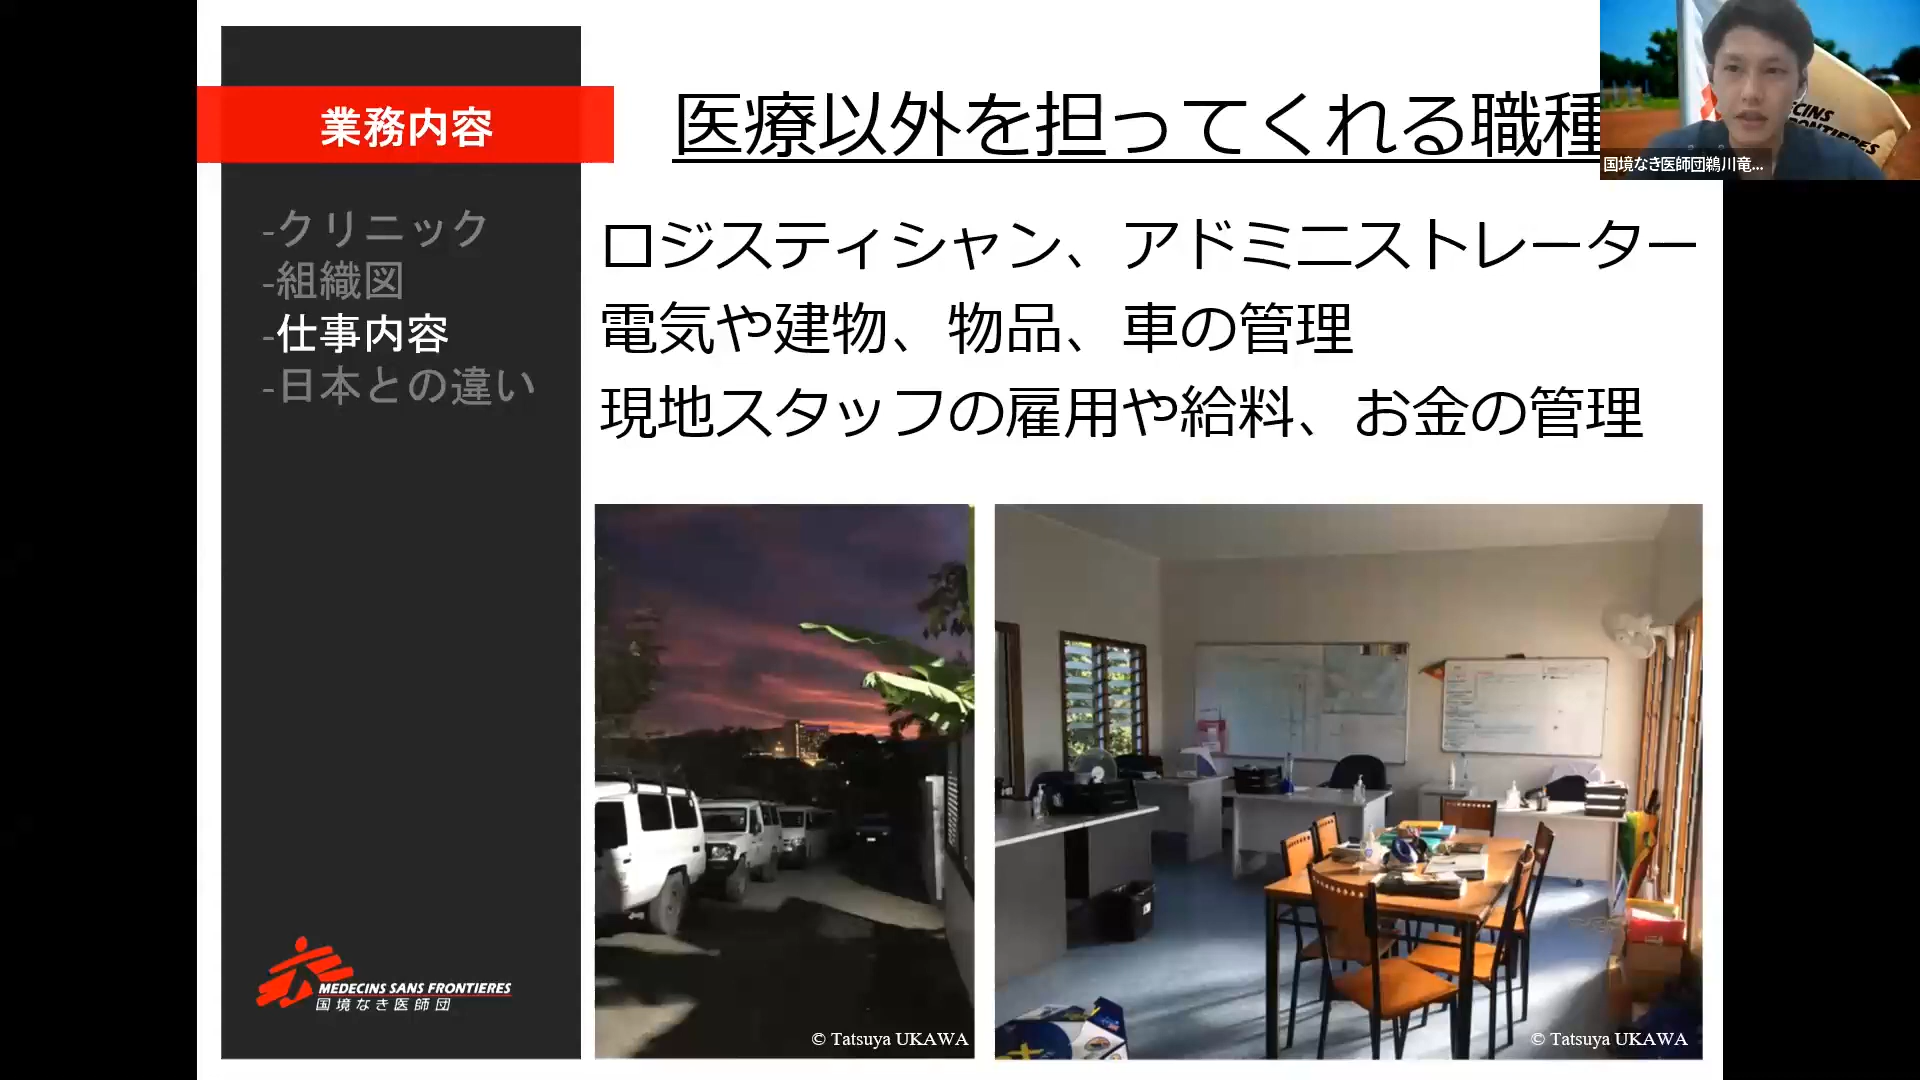 業務内容
医療以外を担ってくれる職種
国境なき医師団鵜川竜...
-クリニック
-組織図
-仕事内容
-日本との違い
ロジスティシャン、アドミニストレーター
電気や建物、物品、車の管理
現地スタッフの雇用や給料、お金の管理
MEDECINS SANS FRONTIERES
国境なき医師団
© Tatsuya UKAWA
© Tatsuya UKAWA